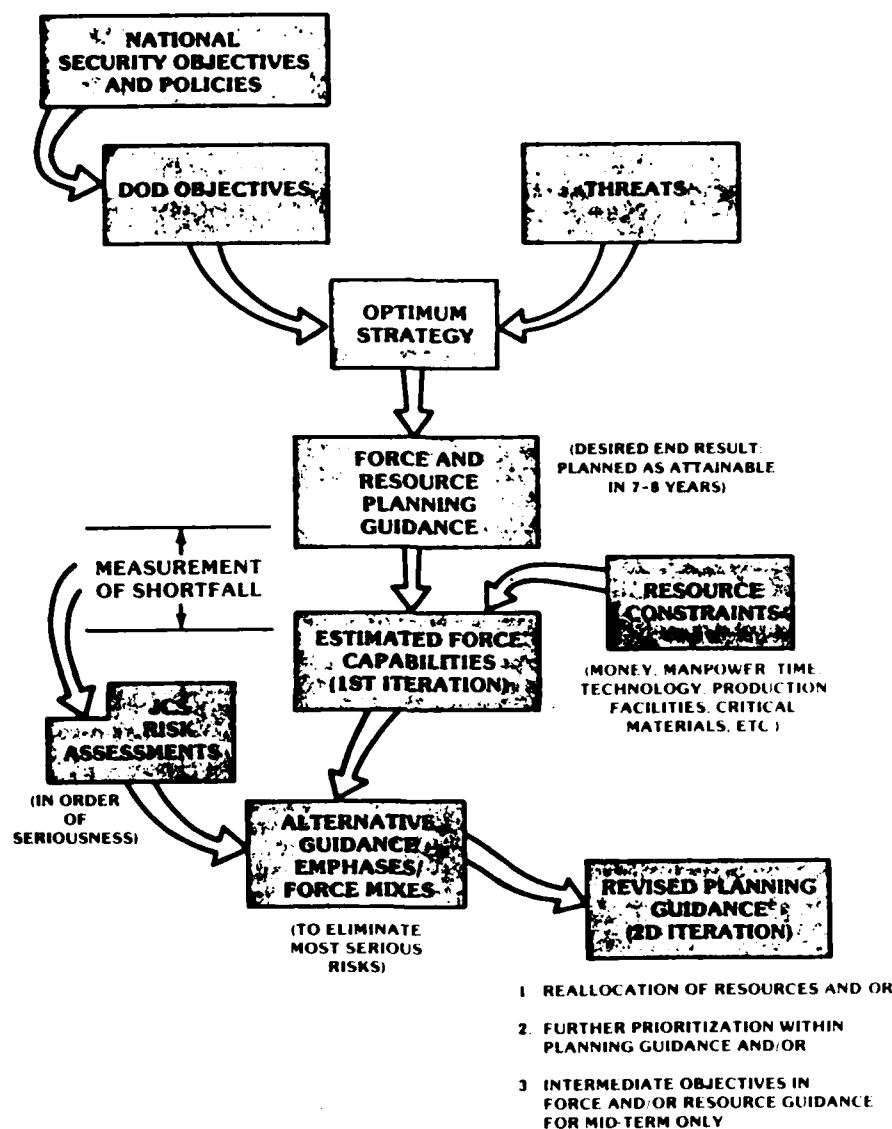 NATIONAL
SECURITY OBJECTIVES
AND POLICIES
DOD OBJECTIVES
THREATS
OPTIMUM
STRATEGY
FORCE AND
RESOURCE
PLANNING
GUIDANCE
(DESIRED END RESULT:
PLANNED AS ATTAINABLE
IN 7-8 YEARS)
MEASUREMENT
OF SHORTFALL
RESOURCE
CONSTRAINTS
(MONEY, MANPOWER, TIME,
TECHNOLOGY, PRODUCTION
FACILITIES, CRITICAL
MATERIALS, ETC.)
ESTIMATED FORCE
CAPABILITIES
(1ST ITERATION)
JCS
RISK
ASSESSMENTS
(IN ORDER
OF
SERIOUSNESS)
ALTERNATIVE
GUIDANCE
EMPHASES/
FORCE MIXES
(TO ELIMINATE
MOST SERIOUS
RISKS)
REVISED PLANNING
GUIDANCE
(2D ITERATION)
1 REALLOCATION OF RESOURCES AND OR
2. FURTHER PRIORITIZATION WITHIN
PLANNING GUIDANCE AND/OR
3 INTERMEDIATE OBJECTIVES IN
FORCE AND/OR RESOURCE GUIDANCE
FOR MID-TERM ONLY